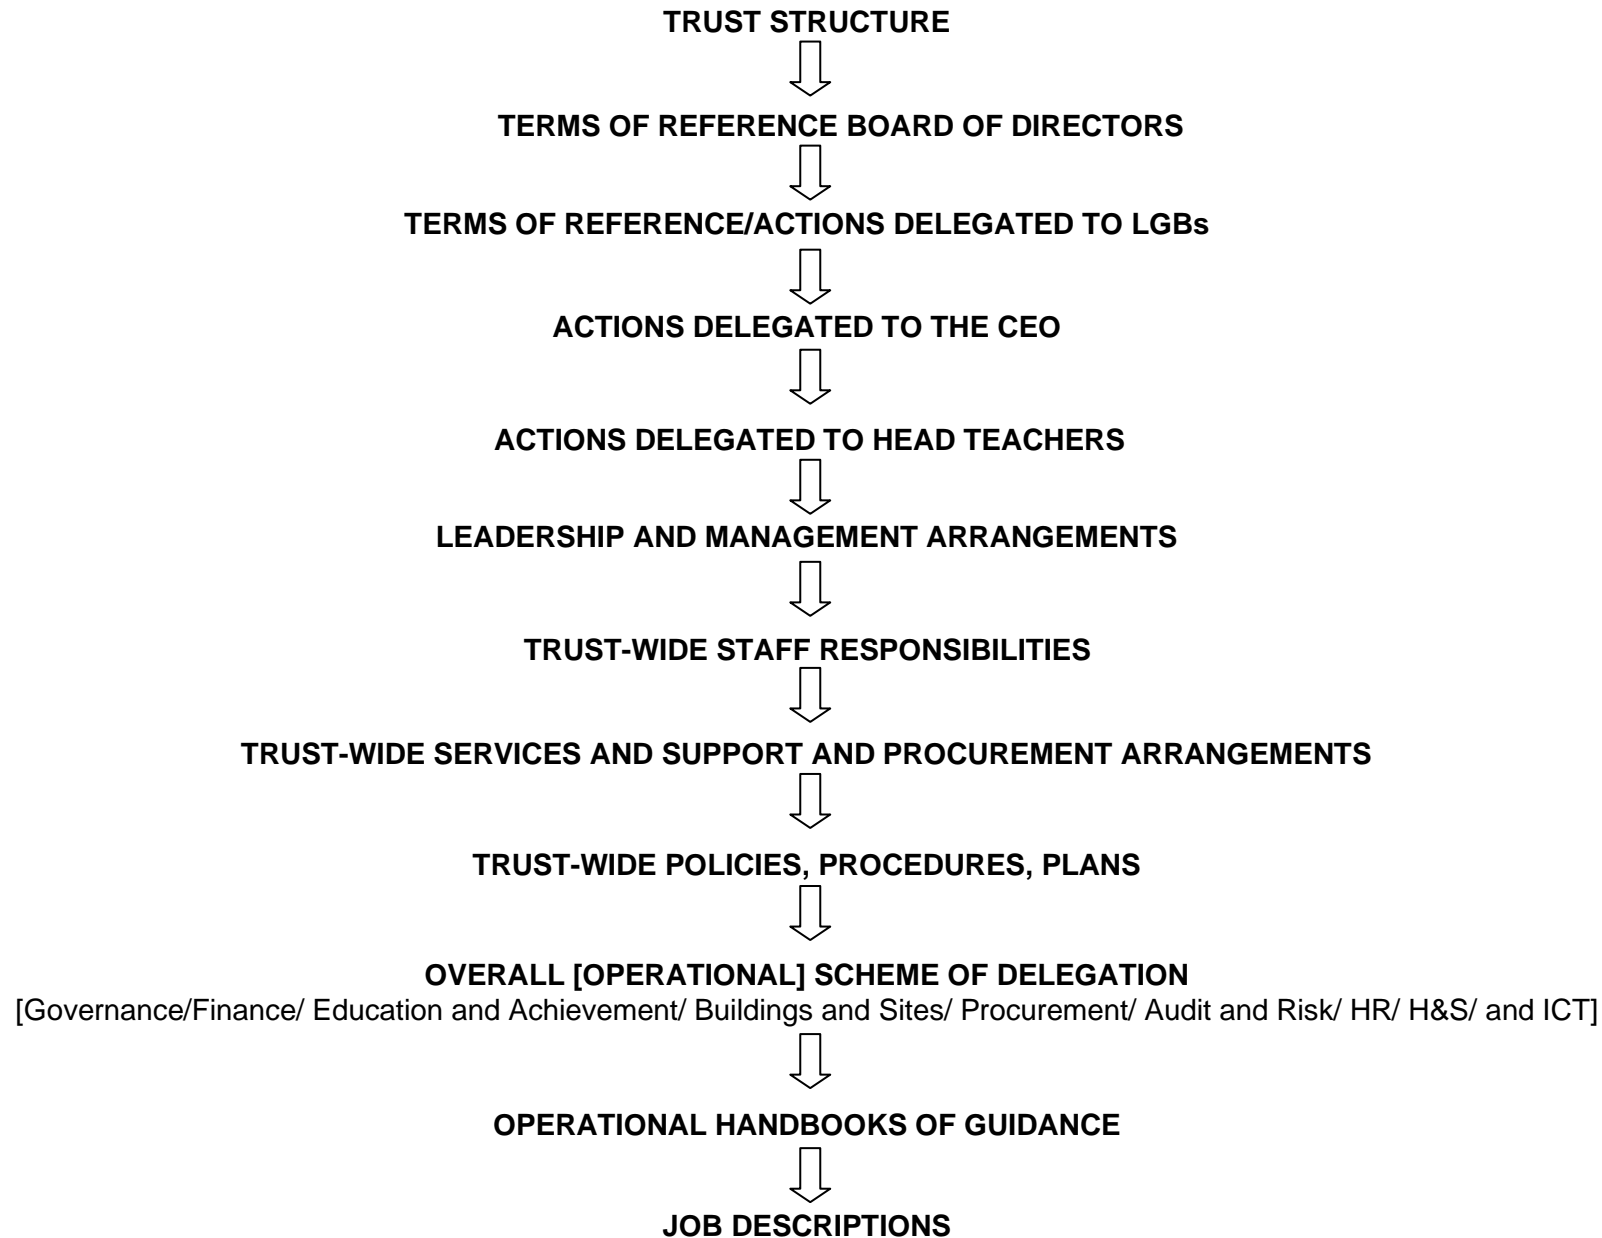 TRUST STRUCTURE
TERMS OF REFERENCE BOARD OF DIRECTORS
TERMS OF REFERENCE/ACTIONS DELEGATED TO LGBs
ACTIONS DELEGATED TO THE CEO
ACTIONS DELEGATED TO HEAD TEACHERS
LEADERSHIP AND MANAGEMENT ARRANGEMENTS
TRUST-WIDE STAFF RESPONSIBILITIES
TRUST-WIDE SERVICES AND SUPPORT AND PROCUREMENT ARRANGEMENTS
TRUST-WIDE POLICIES, PROCEDURES, PLANS
OVERALL [OPERATIONAL] SCHEME OF DELEGATION
[Governance/Finance/ Education and Achievement/ Buildings and Sites/ Procurement/ Audit and Risk/ HR/ H&S/ and ICT]
OPERATIONAL HANDBOOKS OF GUIDANCE
JOB DESCRIPTIONS